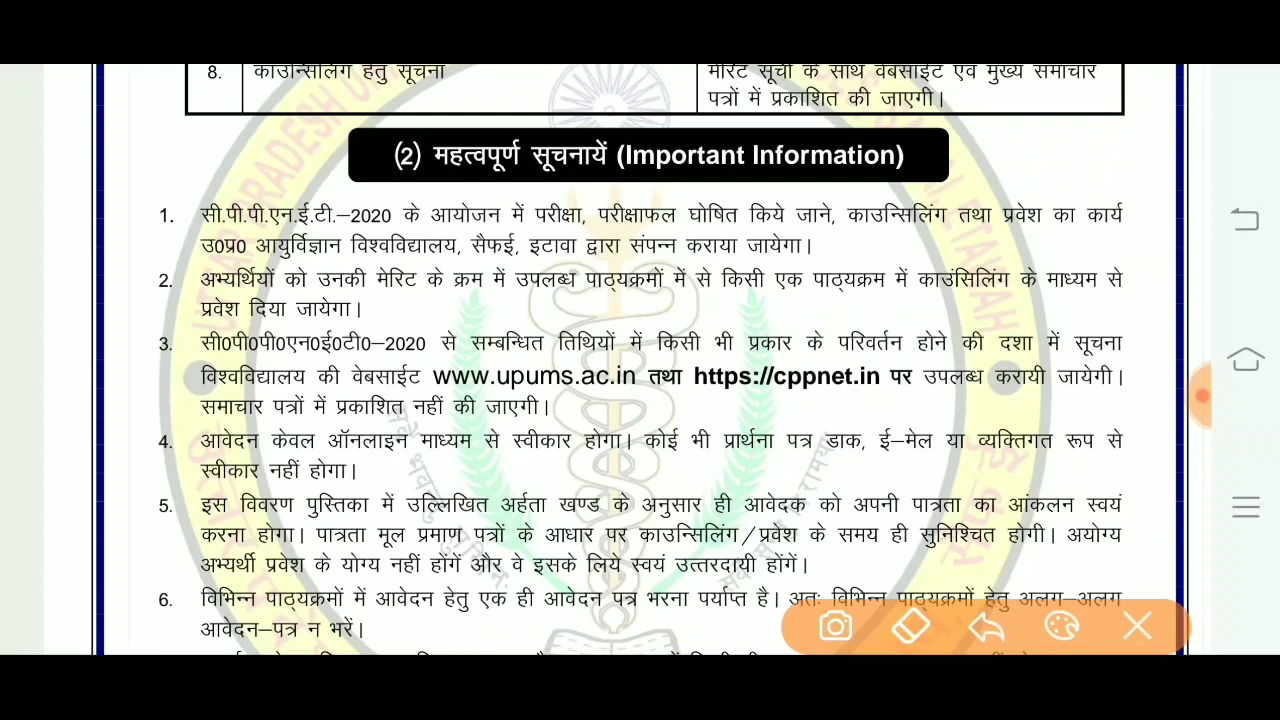 8. काउन्सिलिंग हेतु सूचना
मेरिट सूची के साथ वेबसाईट एवं मुख्य समाचार
पत्रों में प्रकाशित की जाएगी।
(2) महत्वपूर्ण सूचनायें (Important Information)
1. सी.पी.पी.एन.ई.टी.–2020 के आयोजन में परीक्षा, परीक्षाफल घोषित किये जाने, काउन्सिलिंग तथा प्रवेश का कार्य
उ0प्र0 आयुर्विज्ञान विश्वविद्यालय, सैफई, इटावा द्वारा संपन्न कराया जायेगा।
2. अभ्यर्थियों को उनकी मेरिट के क्रम में उपलब्ध पाठ्यक्रमों में से किसी एक पाठ्यक्रम में काउंसिलिंग के माध्यम से
प्रवेश दिया जायेगा।
3. सी0पी0पी0एन0ई0टी0–2020 से सम्बन्धित तिथियों में किसी भी प्रकार के परिवर्तन होने की दशा में सूचना
विश्वविद्यालय की वेबसाईट www.upums.ac.in तथा https://cppnet.in पर उपलब्ध करायी जायेगी।
समाचार पत्रों में प्रकाशित नहीं की जाएगी।
4. आवेदन केवल ऑनलाइन माध्यम से स्वीकार होगा। कोई भी प्रार्थना पत्र डाक, ई–मेल या व्यक्तिगत रूप से
स्वीकार नहीं होगा।
5. इस विवरण पुस्तिका में उल्लिखित अर्हता खण्ड के अनुसार ही आवेदक को अपनी पात्रता का आंकलन स्वयं
करना होगा। पात्रता मूल प्रमाण पत्रों के आधार पर काउन्सिलिंग/प्रवेश के समय ही सुनिश्चित होगी। अयोग्य
अभ्यर्थी प्रवेश के योग्य नहीं होंगें और वे इसके लिये स्वयं उत्तरदायी होंगें।
6. विभिन्न पाठ्यक्रमों में आवेदन हेतु एक ही आवेदन पत्र भरना पर्याप्त है। अतः विभिन्न पाठ्यक्रमों हेतु अलग–अलग
आवेदन–पत्र न भरें।